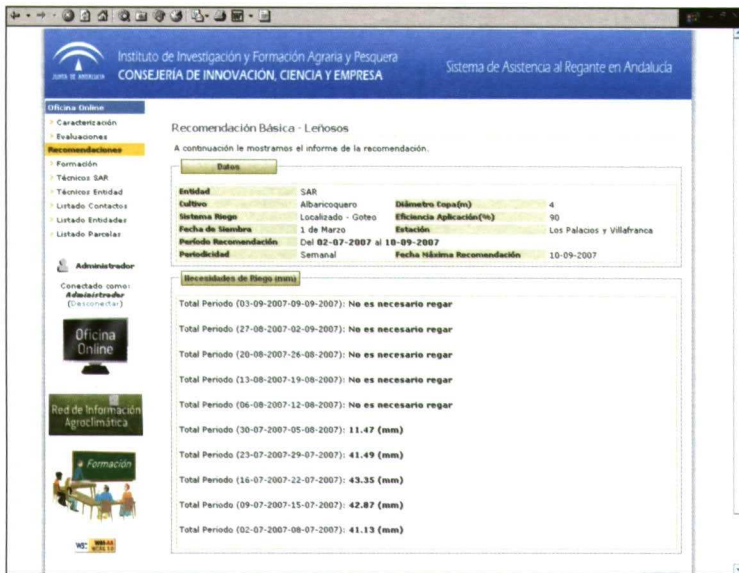 JUNTA DE ANDALUCIA
Instituto de Investigación y Formación Agraria y Pesquera
CONSEJERÍA DE INNOVACIÓN, CIENCIA Y EMPRESA
Sistema de Asistencia al Regante en Andalucía
Oficina Online
Caracterización
Evaluaciones
Recomendaciones
Formación
Técnicos SAR
Técnicos Entidad
Listado Contactos
Listado Entidades
Listado Parcelas
Administrador
Conectado como:
Administrador
(Desconectar)
Oficina
Online
Red de Información
Agroclimática
Formación
W3C WAI-AA
WCAG 1.0
Recomendación Básica - Leñosos
A continuación le mostramos el informe de la recomendación.
Datos
Entidad SAR
Cultivo Albaricoquero Diámetro Copa(m) 4
Sistema Riego Localizado - Goteo Eficiencia Aplicación(%) 90
Fecha de Siembra 1 de Marzo Estación Los Palacios y Villafranca
Período Recomendación Del 02-07-2007 al 10-09-2007
Periodicidad Semanal Fecha Máxima Recomendación 10-09-2007
Necesidades de Riego (mm)
Total Periodo (03-09-2007-09-09-2007): No es necesario regar
Total Periodo (27-08-2007-02-09-2007): No es necesario regar
Total Periodo (20-08-2007-26-08-2007): No es necesario regar
Total Periodo (13-08-2007-19-08-2007): No es necesario regar
Total Periodo (06-08-2007-12-08-2007): No es necesario regar
Total Periodo (30-07-2007-05-08-2007): 11.47 (mm)
Total Periodo (23-07-2007-29-07-2007): 41.49 (mm)
Total Periodo (16-07-2007-22-07-2007): 43.35 (mm)
Total Periodo (09-07-2007-15-07-2007): 42.87 (mm)
Total Periodo (02-07-2007-08-07-2007): 41.13 (mm)